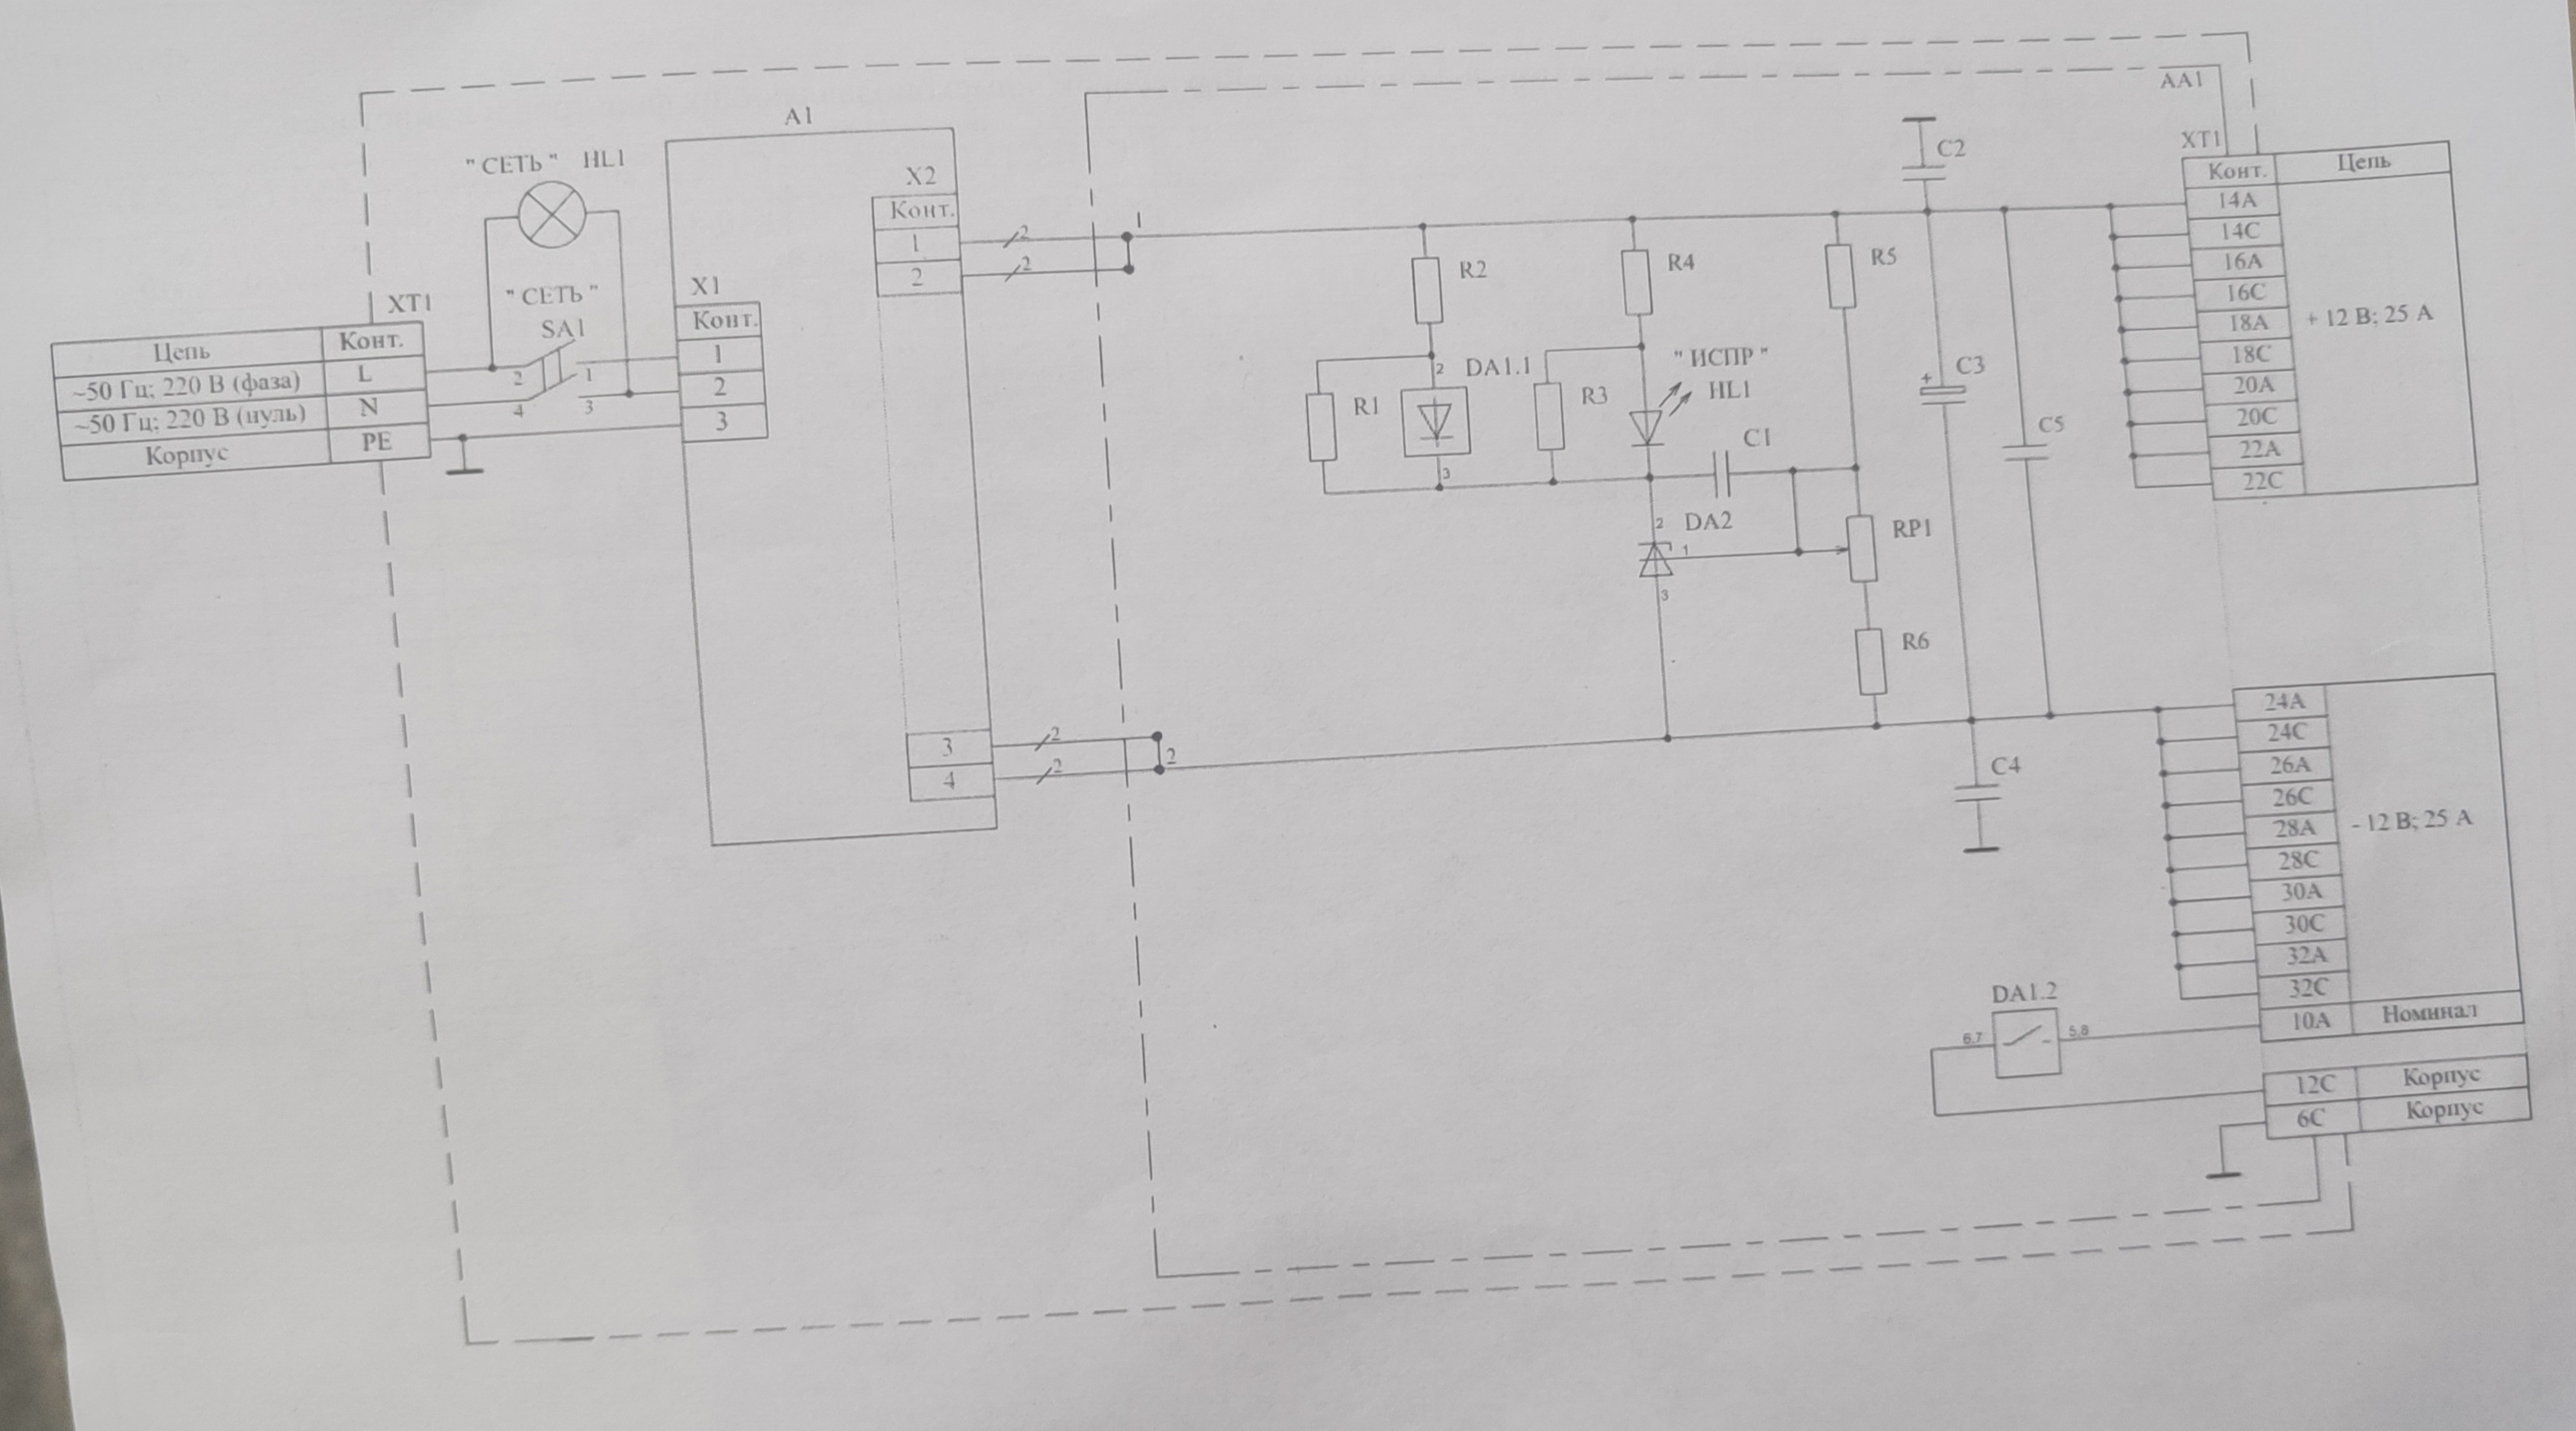 AA1
A1
C2
XT1
Конт. Цепь
14A
14C
16A
16C
18A + 12 В; 25 А
18C
20A
20C
22A
22C
"СЕТЬ" HL1
X2
Конт.
1 2 1
2 2
X1
Конт.
1
2
3
"СЕТЬ"
SA1
2 1
4 3
XT1
Цепь Конт.
~50 Гц; 220 В (фаза) L
~50 Гц; 220 В (нуль) N
Корпус PE
R2 R4 R5
2 DA1.1 "ИСПР"
HL1
R1 R3 C3
+
C5
C1
3
2 DA2
1
3
RP1
R6
3 2
4 2 2
C4
24A
24C
26A
26C
28A - 12 В; 25 А
28C
30A
30C
32A
32C
10A Номинал
DA1.2
6.7 5.8
12C Корпус
6C Корпус